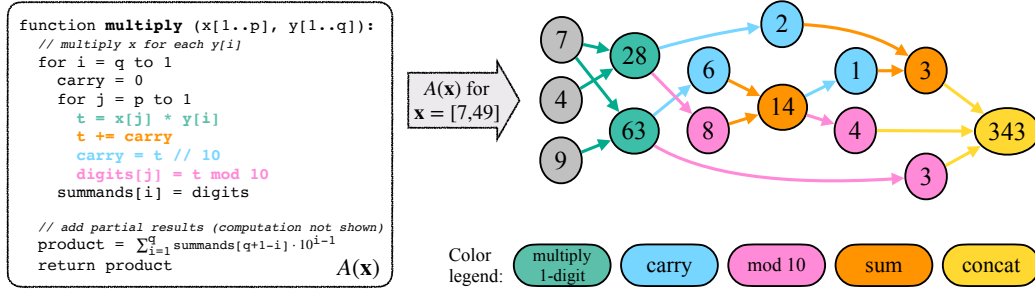 function multiply (x[1..p], y[1..q]):
// multiply x for each y[i]
for i = q to 1
carry = 0
for j = p to 1
t = x[j] * y[i]
t += carry
carry = t // 10
digits[j] = t mod 10
summands[i] = digits
// add partial results (computation not shown)
product = ∑_{i=1}^{q} summands[q+1-i] · 10^{i-1}
return product
A(x)
A(x) for
x = [7,49]
7
4
9
28
63
2
6
8
14
1
4
3
3
343
Color
legend:
multiply
1-digit
carry
mod 10
sum
concat